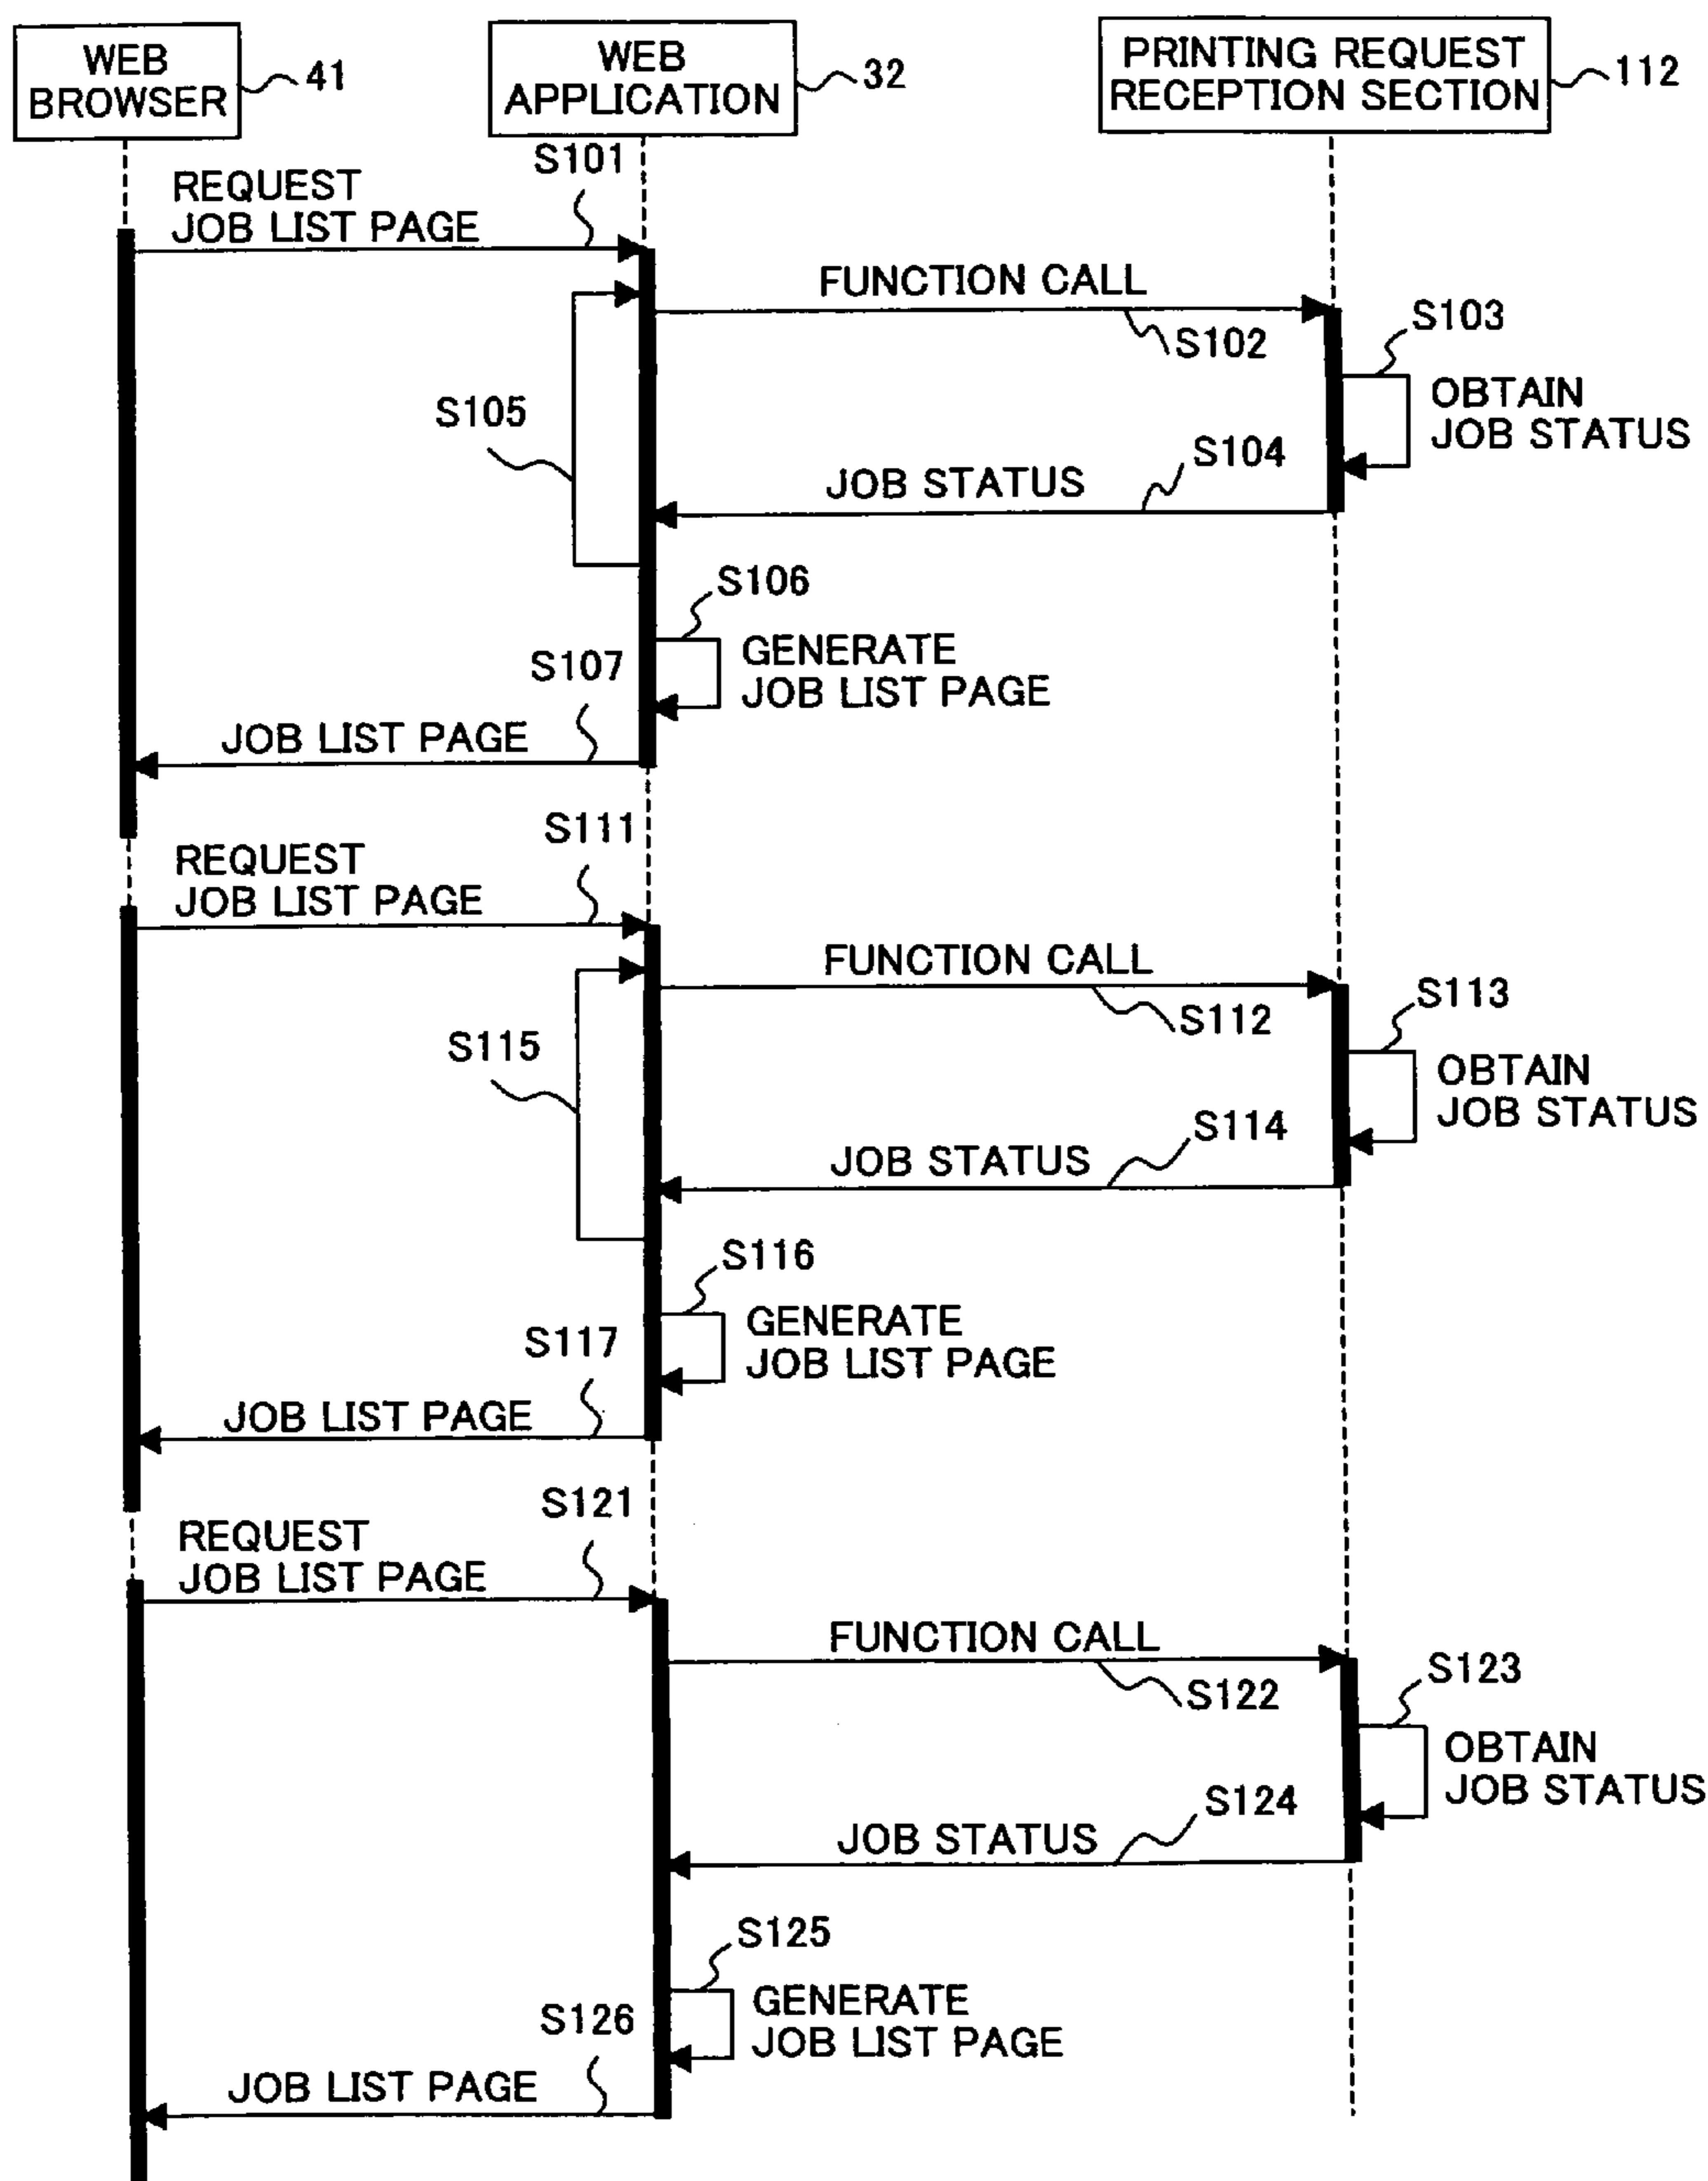 WEB
BROWSER
41
WEB
APPLICATION
32
PRINTING REQUEST
RECEPTION SECTION
112
REQUEST
JOB LIST PAGE
S101
FUNCTION CALL
S102
S103
OBTAIN
JOB STATUS
S105
JOB STATUS
S104
S106
GENERATE
JOB LIST PAGE
S107
JOB LIST PAGE
S111
REQUEST
JOB LIST PAGE
FUNCTION CALL
S112
S113
OBTAIN
JOB STATUS
S115
JOB STATUS
S114
S116
GENERATE
JOB LIST PAGE
S117
JOB LIST PAGE
S121
REQUEST
JOB LIST PAGE
FUNCTION CALL
S122
S123
OBTAIN
JOB STATUS
S124
JOB STATUS
S125
GENERATE
JOB LIST PAGE
S126
JOB LIST PAGE